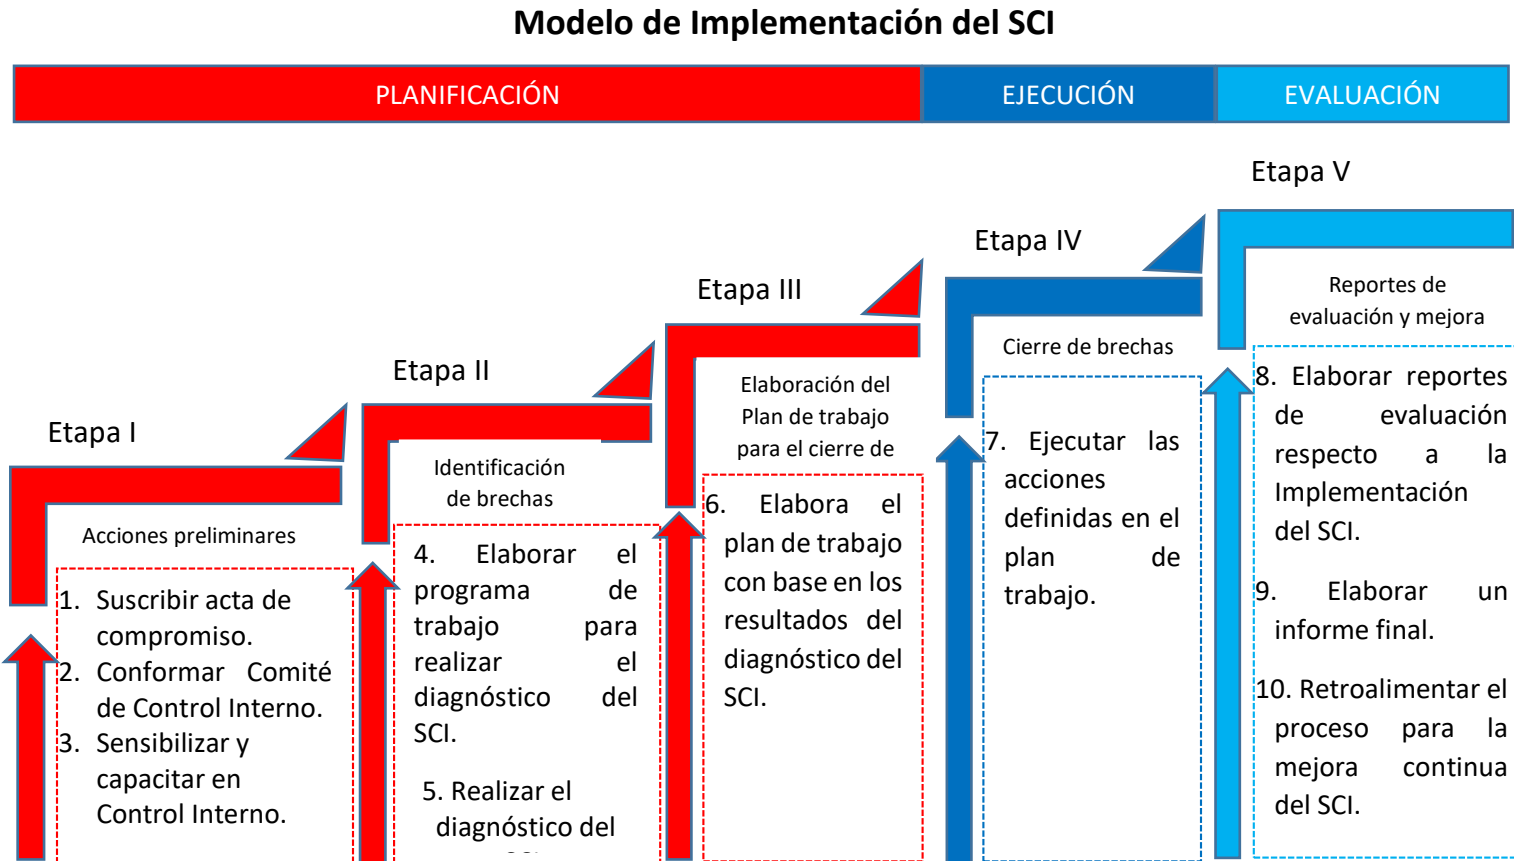 Modelo de Implementación del SCI
PLANIFICACIÓN
EJECUCIÓN
EVALUACIÓN
Etapa I
Acciones preliminares
1. Suscribir acta de
compromiso.
2. Conformar Comité
de Control Interno.
3. Sensibilizar y
capacitar en
Control Interno.
Etapa II
Identificación
de brechas
4. Elaborar el
programa de
trabajo para
realizar el
diagnóstico del
SCI.
5. Realizar el
diagnóstico del
Etapa III
Elaboración del
Plan de trabajo
para el cierre de
6. Elabora el
plan de trabajo
con base en los
resultados del
diagnóstico del
SCI.
Etapa IV
Cierre de brechas
7. Ejecutar las
acciones
definidas en el
plan de
trabajo.
Etapa V
Reportes de
evaluación y mejora
8. Elaborar reportes
de evaluación
respecto a la
Implementación
del SCI.
9. Elaborar un
informe final.
10. Retroalimentar el
proceso para la
mejora continua
del SCI.